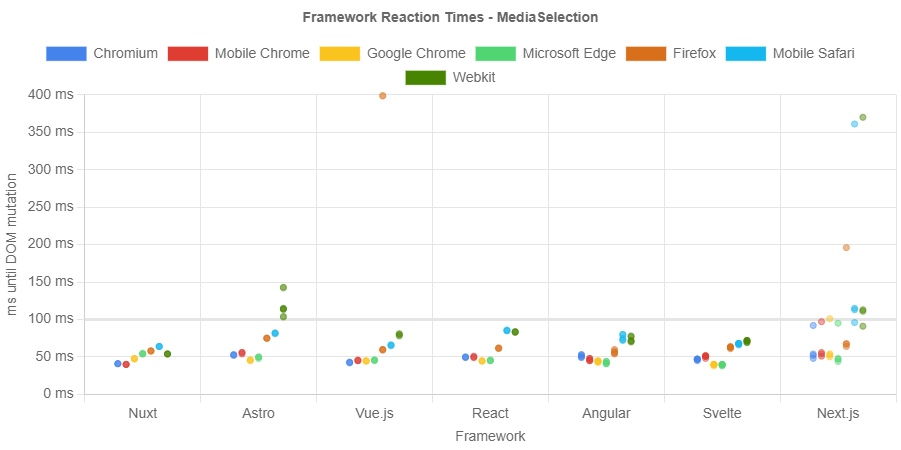 Framework Reaction Times - MediaSelection
Chromium Mobile Chrome Google Chrome Microsoft Edge Firefox Mobile Safari
Webkit
400 ms
350 ms
300 ms
250 ms
200 ms
150 ms
100 ms
50 ms
0 ms
ms until DOM mutation
Nuxt Astro Vue.js React Angular Svelte Next.js
Framework